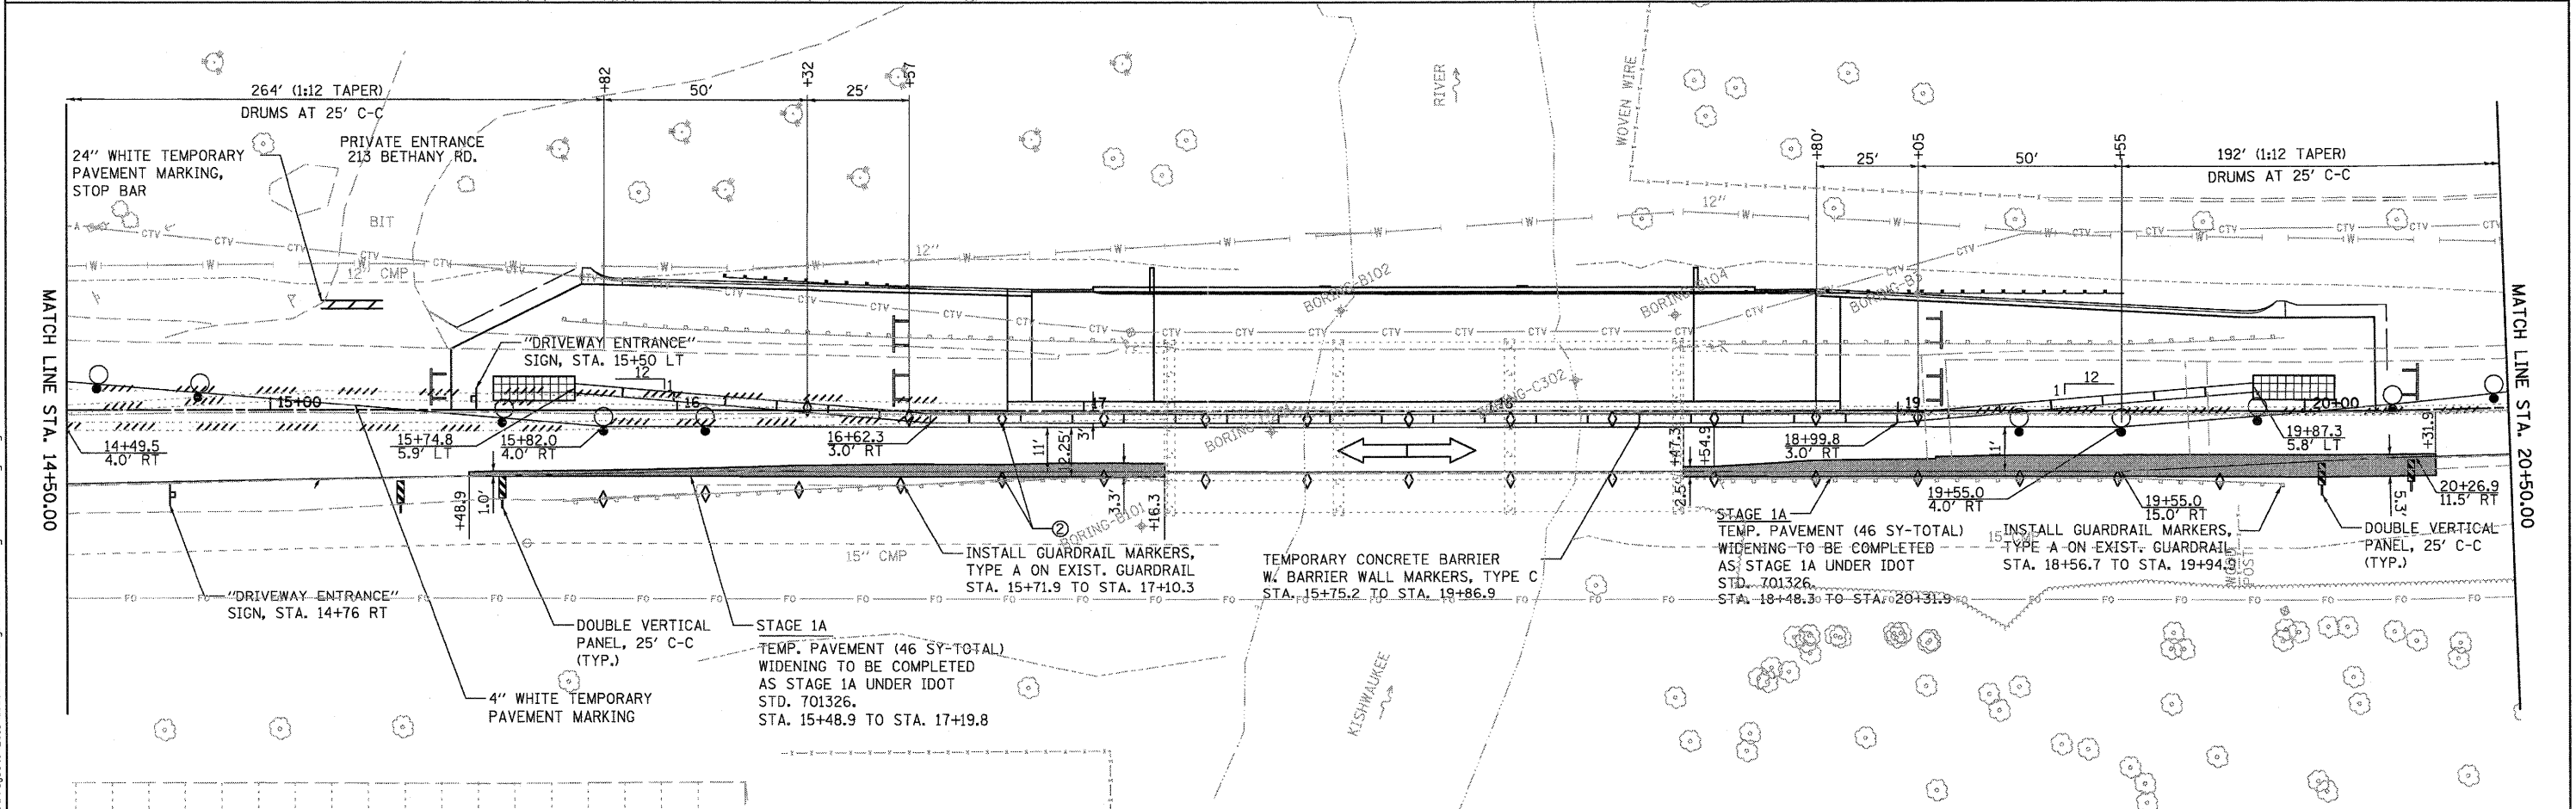 264' (1:12 TAPER)
DRUMS AT 25' C-C
+82
50'
+32
25'
+57
24" WHITE TEMPORARY
PAVEMENT MARKING,
STOP BAR
PRIVATE ENTRANCE
213 BETHANY RD.
BIT
12" CMP
12"
RIVER
WOVEN WIRE
12"
+80'
25'
+05
50'
+55
192' (1:12 TAPER)
DRUMS AT 25' C-C
BORING-B102
BORING-B104
MATCH LINE STA. 14+50.00
MATCH LINE STA. 20+50.00
"DRIVEWAY ENTRANCE"
SIGN, STA. 15+50 LT
12
1
15+00
16
17
19
20+00
12
1
BORING-C302
14+49.5
4.0' RT
15+74.8
5.9' LT
15+82.0
4.0' RT
16+62.3
3.0' RT
11'
3'
+47.3
+54.9
18+99.8
3.0' RT
11'
19+87.3
5.8' LT
+31.9
+48.9
1.0'
3.3'
+16.3
BORING-B101
2.5'
19+55.0
4.0' RT
19+55.0
15.0' RT
5.3'
20+26.9
11.5' RT
②
15" CMP
INSTALL GUARDRAIL MARKERS,
TYPE A ON EXIST. GUARDRAIL
STA. 15+71.9 TO STA. 17+10.3
TEMPORARY CONCRETE BARRIER
W. BARRIER WALL MARKERS, TYPE C
STA. 15+75.2 TO STA. 19+86.9
STAGE 1A
TEMP. PAVEMENT (46 SY-TOTAL)
WIDENING TO BE COMPLETED
AS STAGE 1A UNDER IDOT
STD. 701326.
STA. 18+48.3 TO STA. 20+31.9
INSTALL GUARDRAIL MARKERS,
TYPE A ON EXIST. GUARDRAIL
STA. 18+56.7 TO STA. 19+94.9
DOUBLE VERTICAL
PANEL, 25' C-C
(TYP.)
"DRIVEWAY ENTRANCE"
SIGN, STA. 14+76 RT
DOUBLE VERTICAL
PANEL, 25' C-C
(TYP.)
STAGE 1A
TEMP. PAVEMENT (46 SY-TOTAL)
WIDENING TO BE COMPLETED
AS STAGE 1A UNDER IDOT
STD. 701326.
STA. 15+48.9 TO STA. 17+19.8
4" WHITE TEMPORARY
PAVEMENT MARKING
KISHWAUKEE